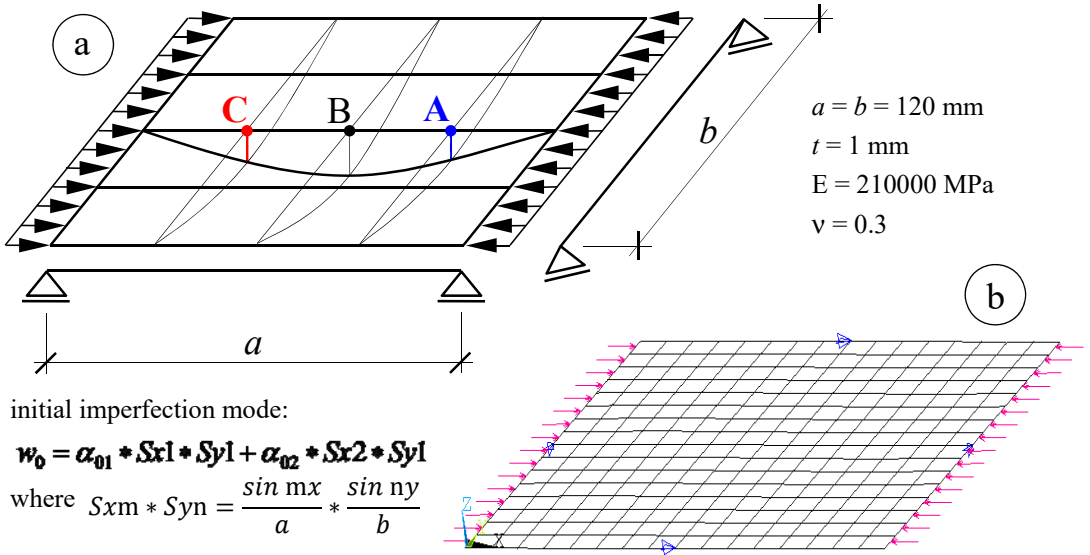 a
C B A
b
a = b = 120 mm
t = 1 mm
E = 210000 MPa
ν = 0.3
a
b
initial imperfection mode:
w₀ = α₀₁ * Sx1 * Sy1 + α₀₂ * Sx2 * Sy1
where Sxm * Syn = sin mx / a * sin ny / b
Z
Y
X